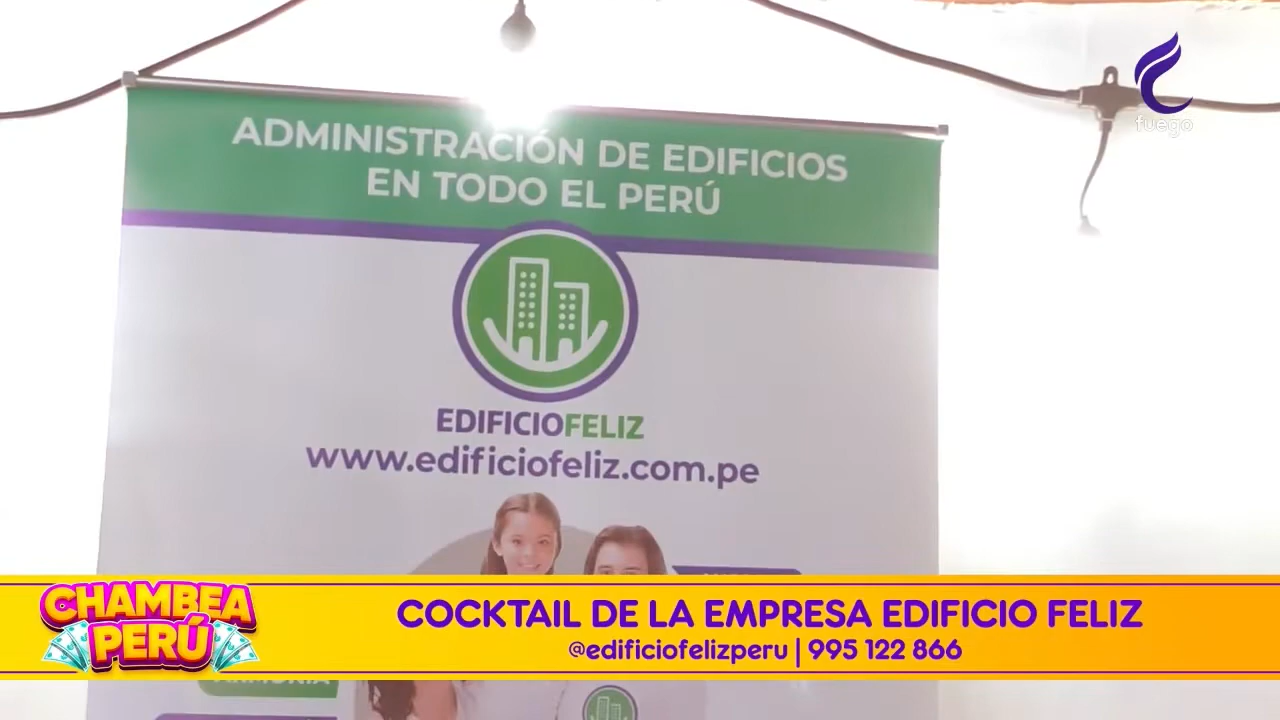 fuego
ADMINISTRACIÓN DE EDIFICIOS
EN TODO EL PERÚ
EDIFICIOFELIZ
www.edificiofeliz.com.pe
CHAMBEA
PERÚ
COCKTAIL DE LA EMPRESA EDIFICIO FELIZ
@edificiofelizperu | 995 122 866
ARMONÍA